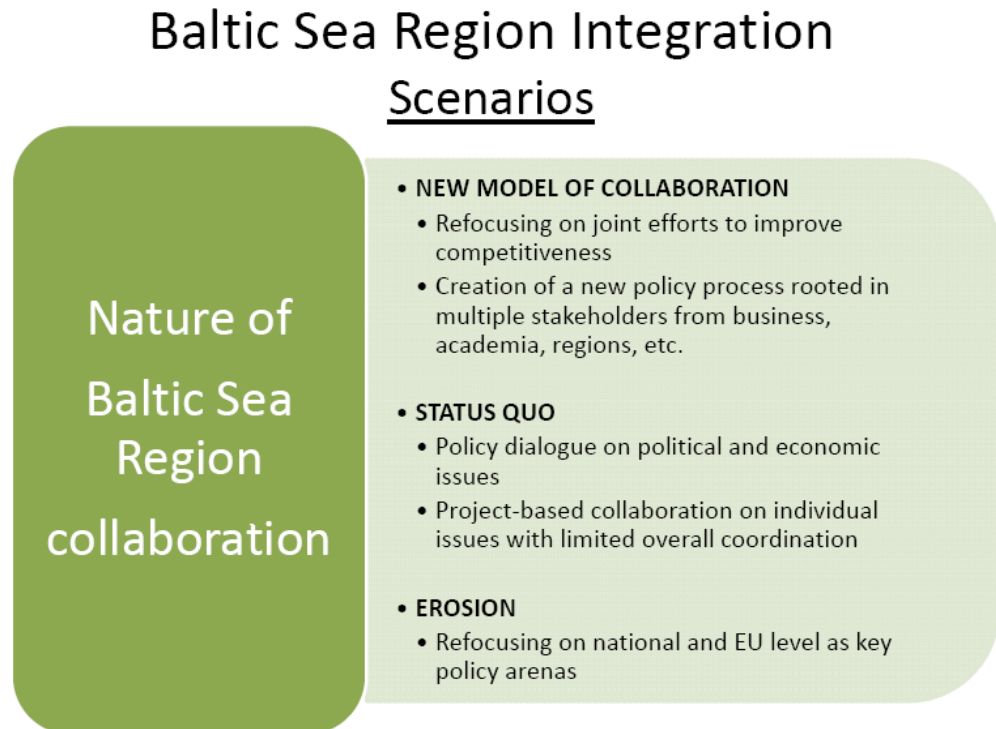 Baltic Sea Region Integration
Scenarios
Nature of
Baltic Sea
Region
collaboration
• NEW MODEL OF COLLABORATION
• Refocusing on joint efforts to improve
competitiveness
• Creation of a new policy process rooted in
multiple stakeholders from business,
academia, regions, etc.
• STATUS QUO
• Policy dialogue on political and economic
issues
• Project-based collaboration on individual
issues with limited overall coordination
• EROSION
• Refocusing on national and EU level as key
policy arenas